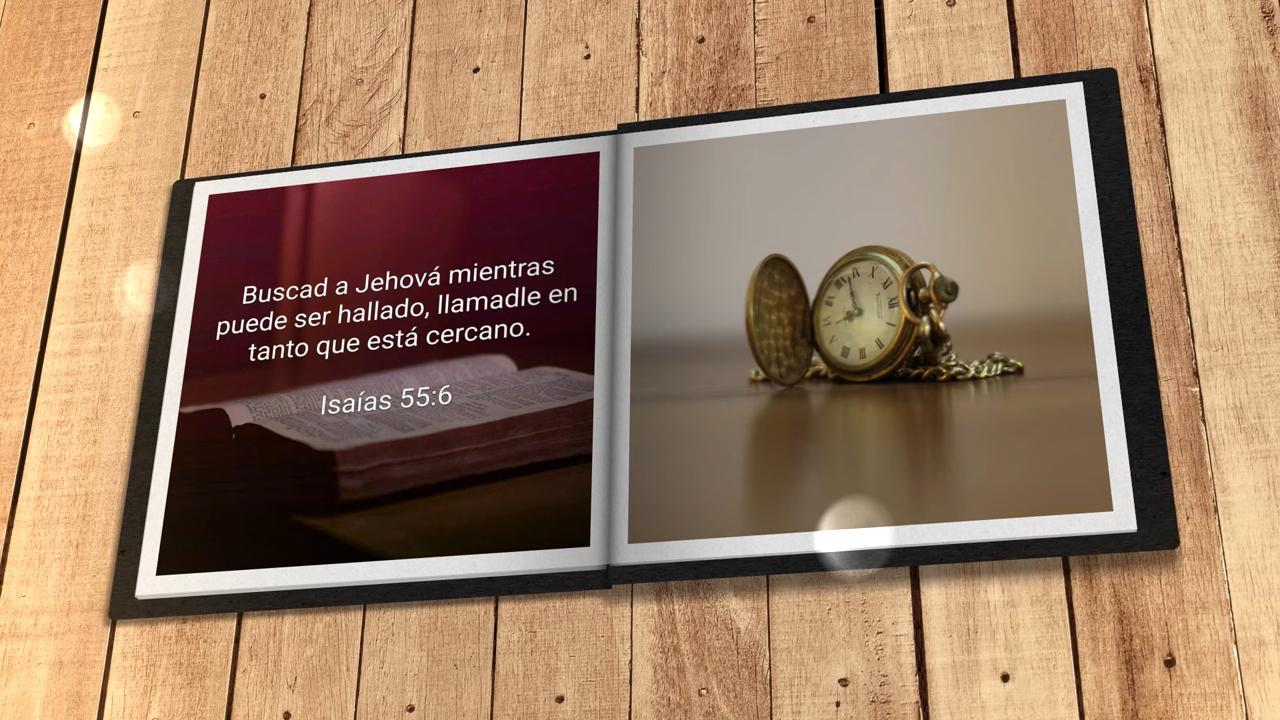 Buscad a Jehová mientras
puede ser hallado, llamadle en
tanto que está cercano.
Isaías 55:6